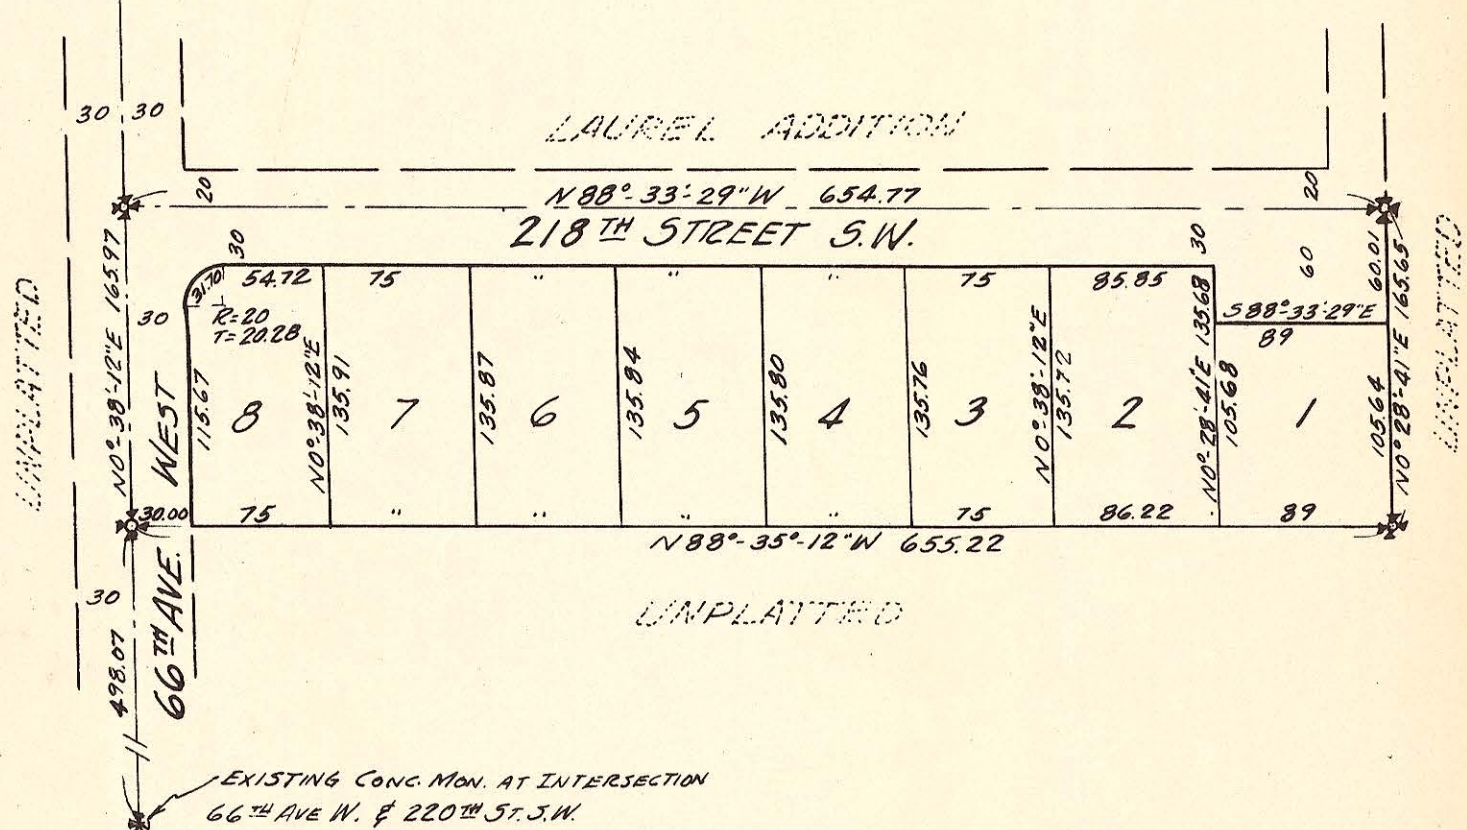 30 30
LAUREL ADDITION
20
20
N 88°-33'-29" W 654.77
218TH STREET S.W.
30
30
60
60.01
N0°-38'-12"E 165.97
31.70
54.72
75
"
"
"
75
85.85
30
R=20
T=20.28
S88°-33'-29"E
89
UNPLATTED
UNPLATTED
115.67
8
N0°-38'-12"E
135.91
7
135.87
6
135.84
5
135.80
4
135.76
3
N0°-38'-12"E
135.72
2
N0°-28'-41"E 135.68
105.68
1
105.64
N0°28'-41"E 165.65
30.00
75
"
"
"
"
75
86.22
89
N 88°-35°-12"W 655.22
66TH AVE. WEST
30
UNPLATTED
498.07
EXISTING CONC. MON. AT INTERSECTION
66TH AVE W. & 220TH ST. S.W.